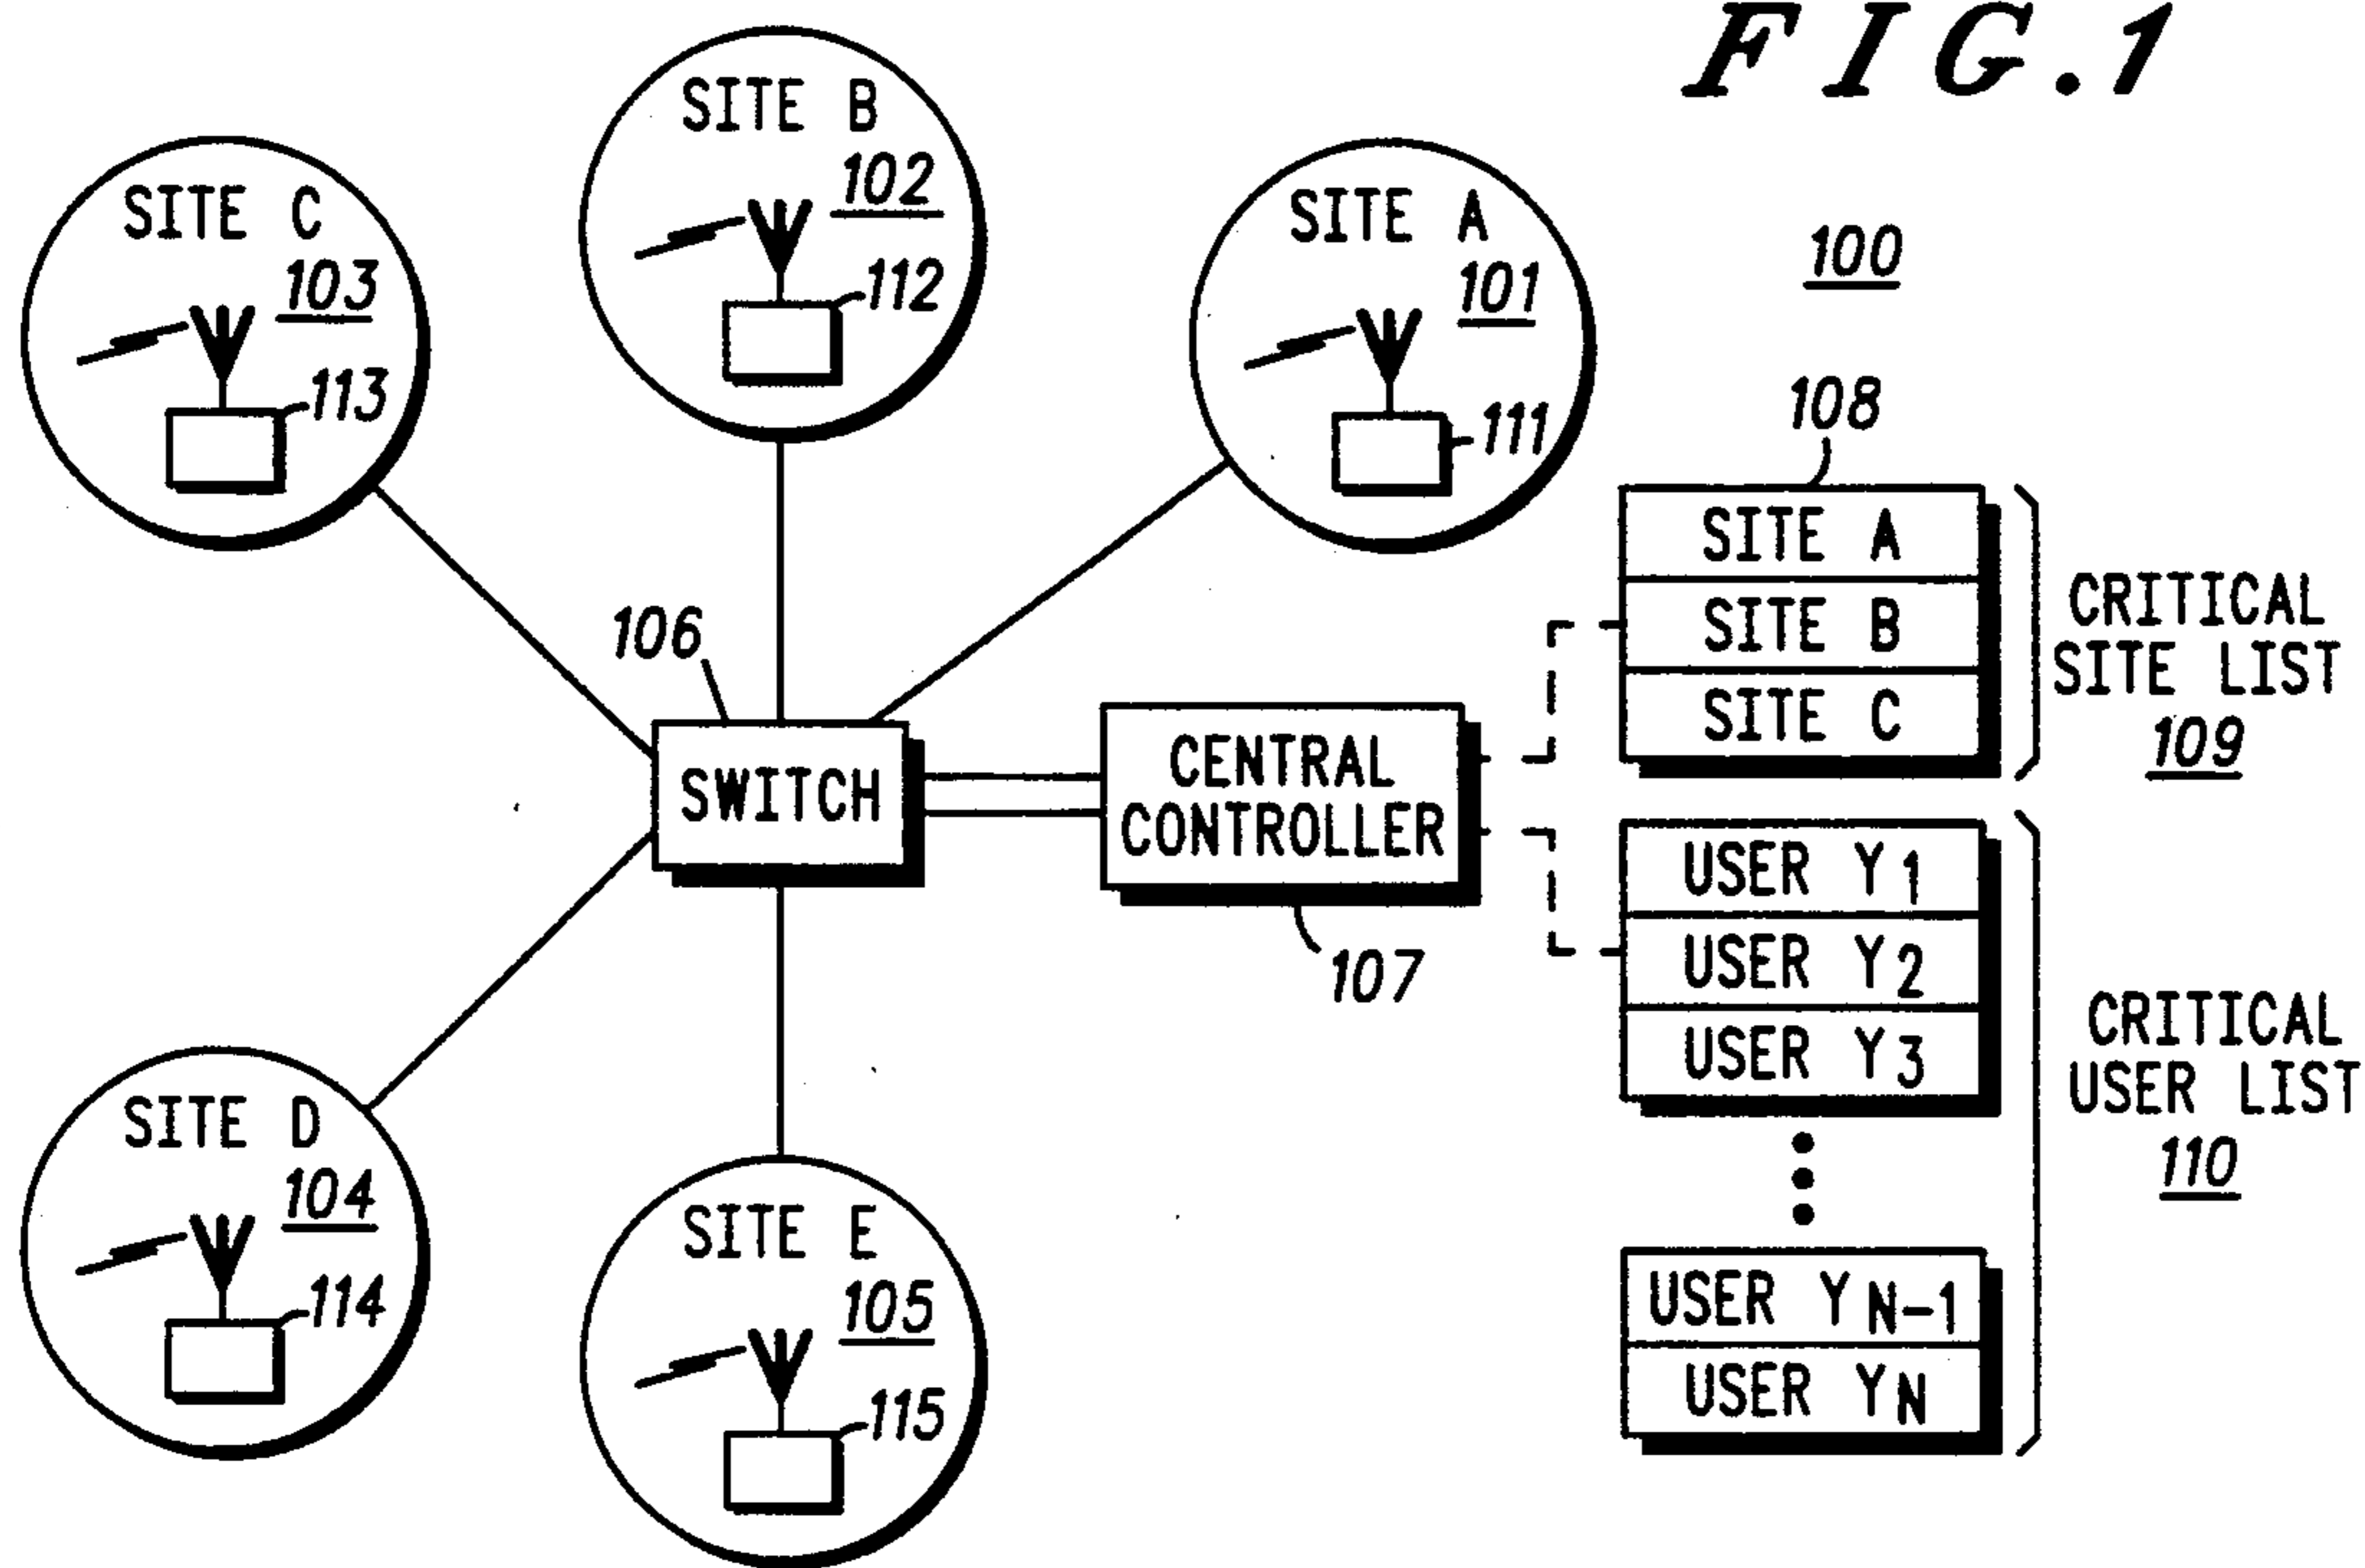 FIG.1
SITE B
102
112
SITE C
103
113
SITE A
101
111
100
108
SITE A
SITE B
SITE C
CRITICAL
SITE LIST
109
106
SWITCH
CENTRAL
CONTROLLER
107
USER Y1
USER Y2
USER Y3
USER YN-1
USER YN
CRITICAL
USER LIST
110
SITE D
104
114
SITE E
105
115